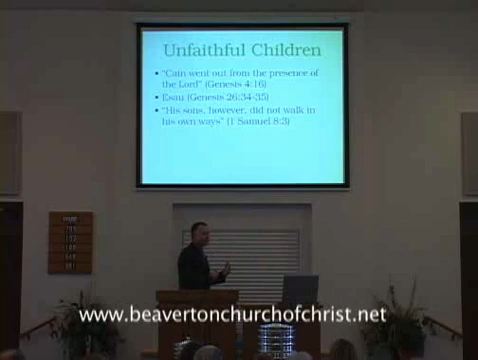 Unfaithful Children
• "Cain went out from the presence of
the Lord" (Genesis 4:16)
• Esau (Genesis 26:34-35)
• "His sons, however, did not walk in
his own ways" (1 Samuel 8:3)
www.beavertonchurchofchrist.net